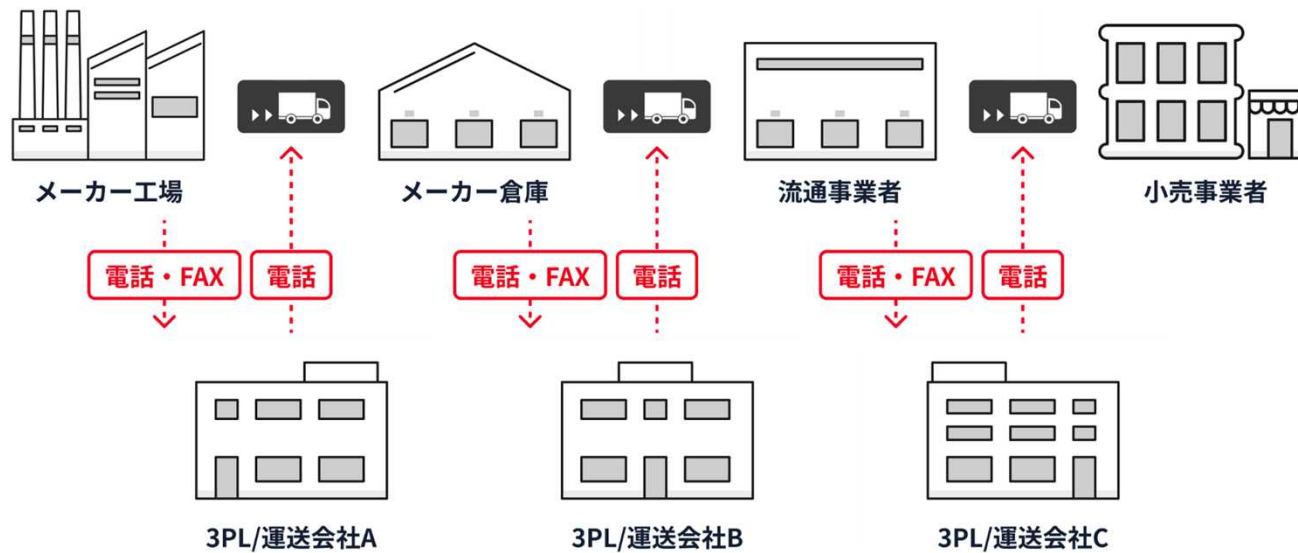 メーカー工場
メーカー倉庫
流通事業者
小売事業者
電話・FAX
電話
電話・FAX
電話
電話・FAX
電話
3PL/運送会社A
3PL/運送会社B
3PL/運送会社C